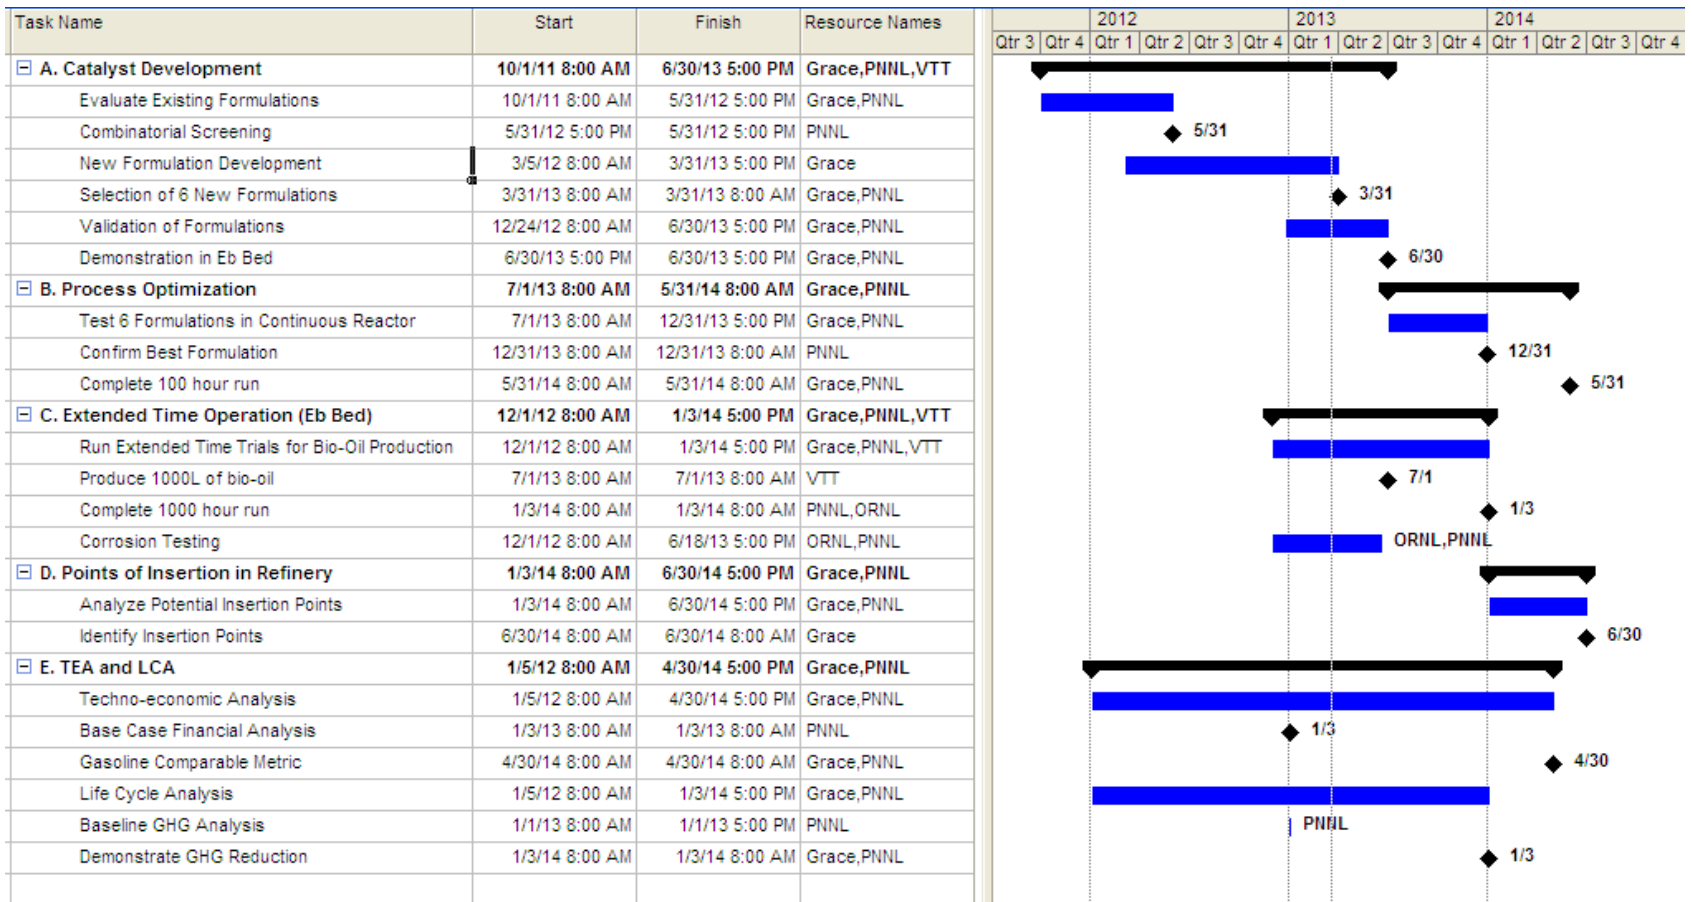 Task Name Start Finish Resource Names 2012 2013 2014
Qtr 3 Qtr 4 Qtr 1 Qtr 2 Qtr 3 Qtr 4 Qtr 1 Qtr 2 Qtr 3 Qtr 4 Qtr 1 Qtr 2 Qtr 3 Qtr 4
A. Catalyst Development 10/1/11 8:00 AM 6/30/13 5:00 PM Grace,PNNL,VTT
Evaluate Existing Formulations 10/1/11 8:00 AM 5/31/12 5:00 PM Grace,PNNL
Combinatorial Screening 5/31/12 5:00 PM 5/31/12 5:00 PM PNNL 5/31
New Formulation Development 3/5/12 8:00 AM 3/31/13 5:00 PM Grace
Selection of 6 New Formulations 3/31/13 8:00 AM 3/31/13 8:00 AM Grace,PNNL 3/31
Validation of Formulations 12/24/12 8:00 AM 6/30/13 5:00 PM Grace,PNNL
Demonstration in Eb Bed 6/30/13 5:00 PM 6/30/13 5:00 PM Grace,PNNL 6/30
B. Process Optimization 7/1/13 8:00 AM 5/31/14 8:00 AM Grace,PNNL
Test 6 Formulations in Continuous Reactor 7/1/13 8:00 AM 12/31/13 5:00 PM Grace,PNNL
Confirm Best Formulation 12/31/13 8:00 AM 12/31/13 8:00 AM PNNL 12/31
Complete 100 hour run 5/31/14 8:00 AM 5/31/14 8:00 AM Grace,PNNL 5/31
C. Extended Time Operation (Eb Bed) 12/1/12 8:00 AM 1/3/14 5:00 PM Grace,PNNL,VTT
Run Extended Time Trials for Bio-Oil Production 12/1/12 8:00 AM 1/3/14 5:00 PM Grace,PNNL,VTT
Produce 1000L of bio-oil 7/1/13 8:00 AM 7/1/13 8:00 AM VTT 7/1
Complete 1000 hour run 1/3/14 8:00 AM 1/3/14 8:00 AM PNNL,ORNL 1/3
Corrosion Testing 12/1/12 8:00 AM 6/18/13 5:00 PM ORNL,PNNL ORNL,PNNL
D. Points of Insertion in Refinery 1/3/14 8:00 AM 6/30/14 5:00 PM Grace,PNNL
Analyze Potential Insertion Points 1/3/14 8:00 AM 6/30/14 5:00 PM Grace,PNNL
Identify Insertion Points 6/30/14 8:00 AM 6/30/14 8:00 AM Grace 6/30
E. TEA and LCA 1/5/12 8:00 AM 4/30/14 5:00 PM Grace,PNNL
Techno-economic Analysis 1/5/12 8:00 AM 4/30/14 5:00 PM Grace,PNNL
Base Case Financial Analysis 1/3/13 8:00 AM 1/3/13 8:00 AM PNNL 1/3
Gasoline Comparable Metric 4/30/14 8:00 AM 4/30/14 8:00 AM Grace,PNNL 4/30
Life Cycle Analysis 1/5/12 8:00 AM 1/3/14 5:00 PM Grace,PNNL
Baseline GHG Analysis 1/1/13 8:00 AM 1/1/13 5:00 PM PNNL PNNL
Demonstrate GHG Reduction 1/3/14 8:00 AM 1/3/14 8:00 AM Grace,PNNL 1/3